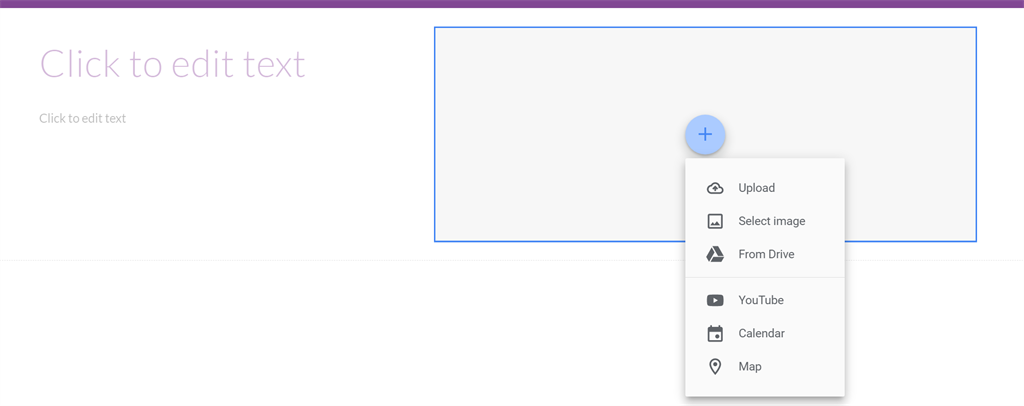 Click to edit text
Click to edit text
Upload
Select image
From Drive
YouTube
Calendar
Map